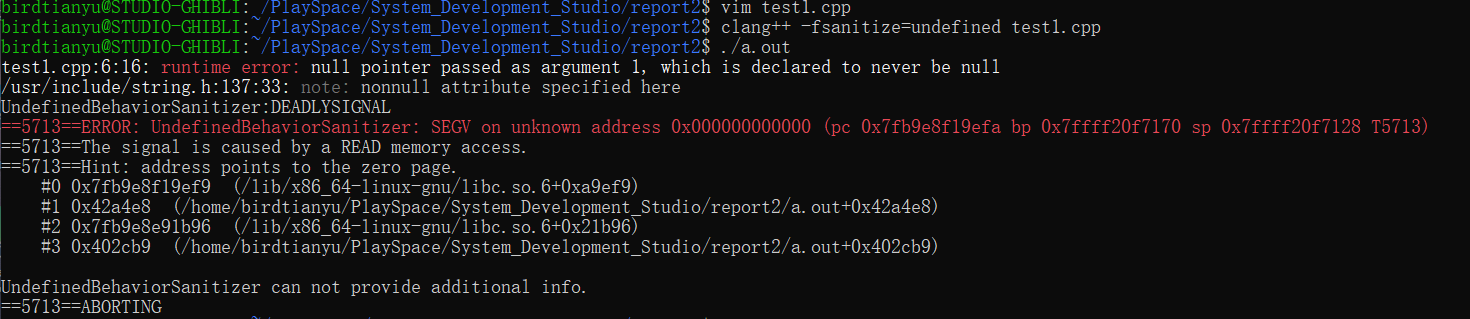 birdtianyu@STUDIO-GHIBLI:~/PlaySpace/System_Development_Studio/report2$ vim test1.cpp
birdtianyu@STUDIO-GHIBLI:~/PlaySpace/System_Development_Studio/report2$ clang++ -fsanitize=undefined test1.cpp
birdtianyu@STUDIO-GHIBLI:~/PlaySpace/System_Development_Studio/report2$ ./a.out
test1.cpp:6:16: runtime error: null pointer passed as argument 1, which is declared to never be null
/usr/include/string.h:137:33: note: nonnull attribute specified here
UndefinedBehaviorSanitizer:DEADLYSIGNAL
==5713==ERROR: UndefinedBehaviorSanitizer: SEGV on unknown address 0x000000000000 (pc 0x7fb9e8f19efa bp 0x7ffff20f7170 sp 0x7ffff20f7128 T5713)
==5713==The signal is caused by a READ memory access.
==5713==Hint: address points to the zero page.
    #0 0x7fb9e8f19ef9  (/lib/x86_64-linux-gnu/libc.so.6+0xa9ef9)
    #1 0x42a4e8  (/home/birdtianyu/PlaySpace/System_Development_Studio/report2/a.out+0x42a4e8)
    #2 0x7fb9e8e91b96  (/lib/x86_64-linux-gnu/libc.so.6+0x21b96)
    #3 0x402cb9  (/home/birdtianyu/PlaySpace/System_Development_Studio/report2/a.out+0x402cb9)
UndefinedBehaviorSanitizer can not provide additional info.
==5713==ABORTING